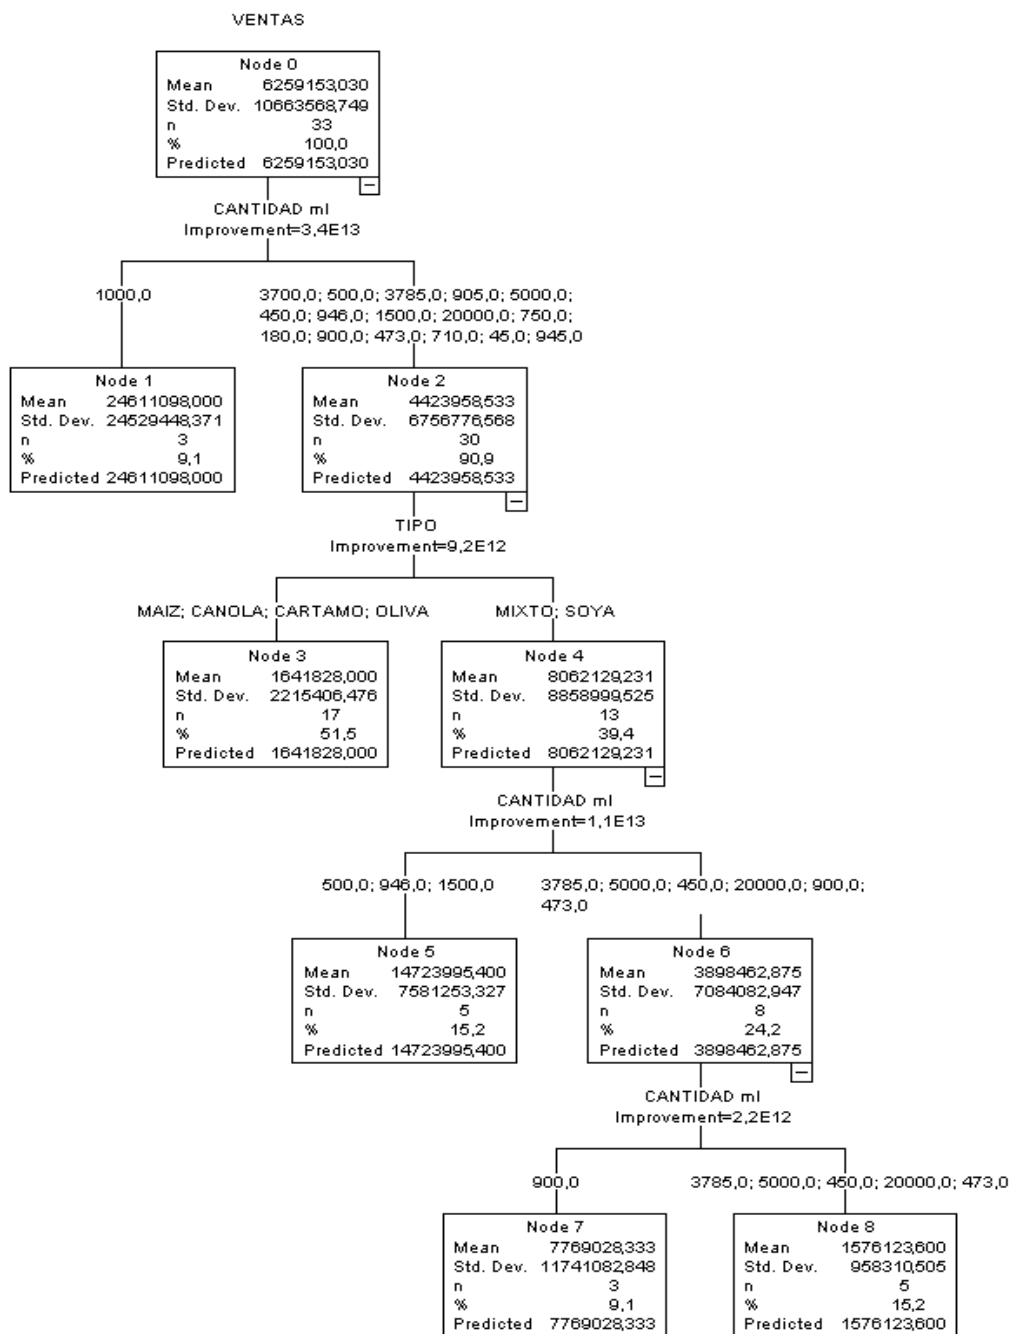 VENTAS
Node 0
Mean 6259153,030
Std. Dev. 10663568,749
n 33
% 100,0
Predicted 6259153,030
CANTIDAD ml
Improvement=3,4E13
1000,0
3700,0; 500,0; 3785,0; 905,0; 5000,0;
450,0; 946,0; 1500,0; 20000,0; 750,0;
180,0; 900,0; 473,0; 710,0; 45,0; 945,0
Node 1
Mean 24611098,000
Std. Dev. 24529448,371
n 3
% 9,1
Predicted 24611098,000
Node 2
Mean 4423958,533
Std. Dev. 6756776,568
n 30
% 90,9
Predicted 4423958,533
TIPO
Improvement=9,2E12
MAIZ; CANOLA; CARTAMO; OLIVA
MIXTO; SOYA
Node 3
Mean 1641828,000
Std. Dev. 2215406,476
n 17
% 51,5
Predicted 1641828,000
Node 4
Mean 8062129,231
Std. Dev. 8858999,525
n 13
% 39,4
Predicted 8062129,231
CANTIDAD ml
Improvement=1,1E13
500,0; 946,0; 1500,0
3785,0; 5000,0; 450,0; 20000,0; 900,0;
473,0
Node 5
Mean 14723995,400
Std. Dev. 7581253,327
n 5
% 15,2
Predicted 14723995,400
Node 6
Mean 3898462,875
Std. Dev. 7084082,947
n 8
% 24,2
Predicted 3898462,875
CANTIDAD ml
Improvement=2,2E12
900,0
3785,0; 5000,0; 450,0; 20000,0; 473,0
Node 7
Mean 7769028,333
Std. Dev. 11741082,848
n 3
% 9,1
Predicted 7769028,333
Node 8
Mean 1576123,600
Std. Dev. 958310,505
n 5
% 15,2
Predicted 1576123,600